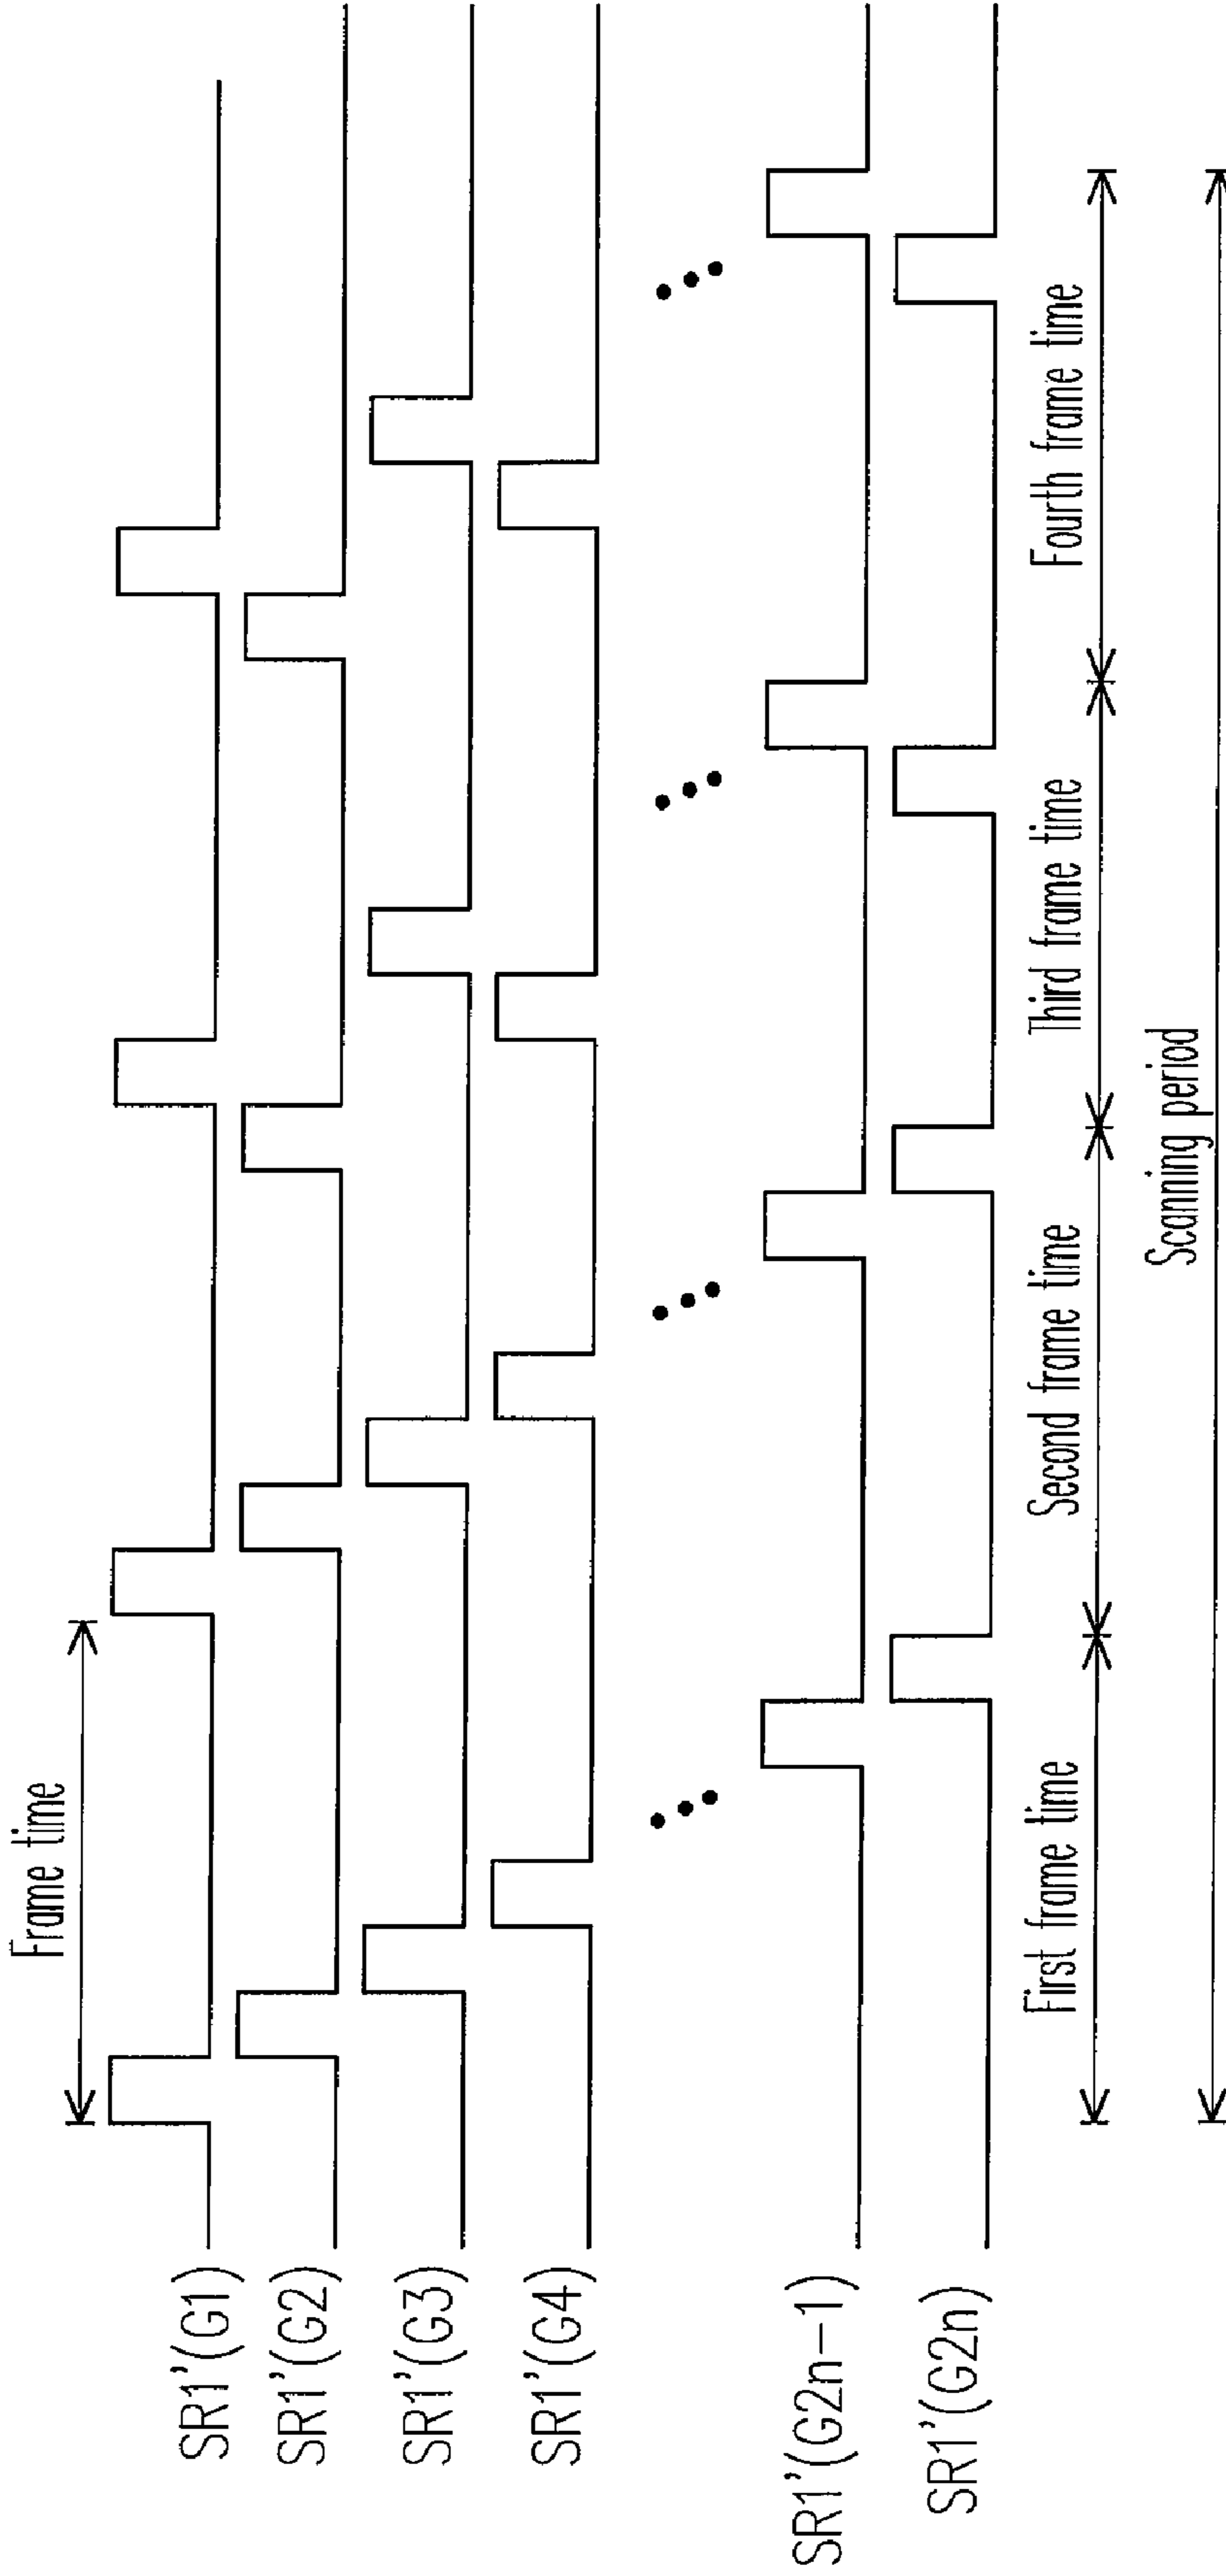 Frame time
SR1'(G1)
SR1'(G2)
SR1'(G3)
SR1'(G4)
SR1'(G2n-1)
SR1'(G2n)
First frame time
Second frame time
Third frame time
Fourth frame time
Scanning period